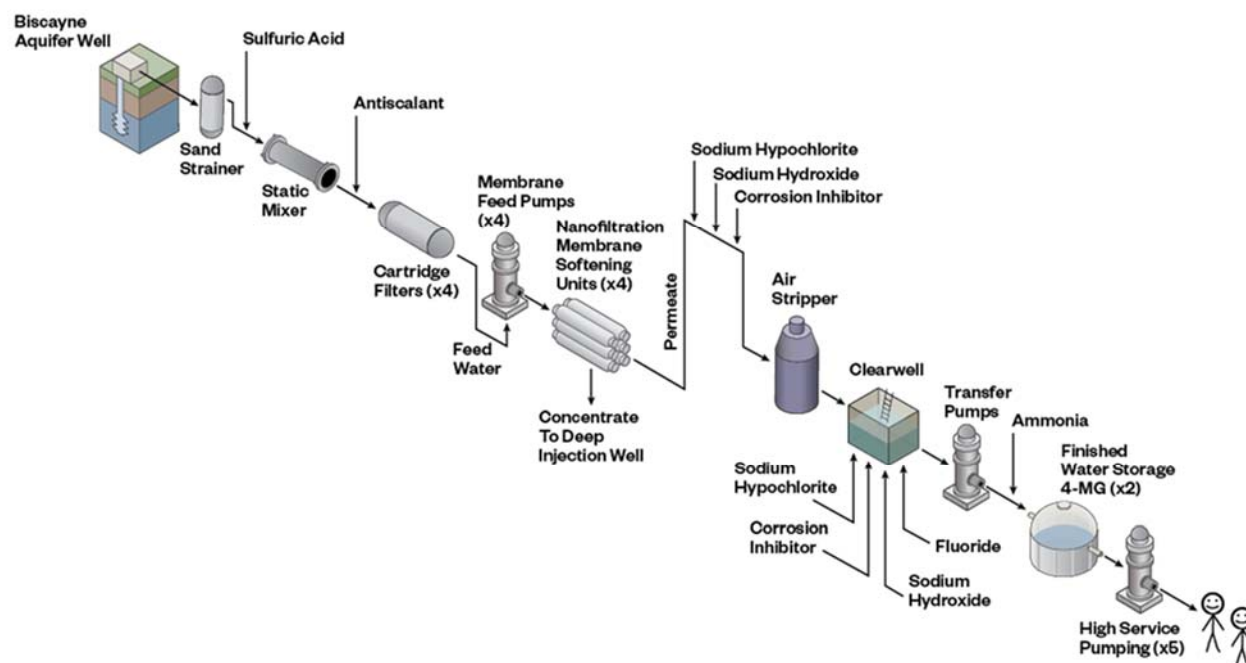 Biscayne
Aquifer Well
Sulfuric Acid
Sand
Strainer
Antiscalant
Static
Mixer
Cartridge
Filters (x4)
Membrane
Feed Pumps
(x4)
Feed
Water
Nanofiltration
Membrane
Softening
Units (x4)
Concentrate
To Deep
Injection Well
Permeate
Sodium Hypochlorite
Sodium Hydroxide
Corrosion Inhibitor
Air
Stripper
Clearwell
Sodium
Hypochlorite
Corrosion
Inhibitor
Sodium
Hydroxide
Fluoride
Transfer
Pumps
Ammonia
Finished
Water Storage
4-MG (x2)
High Service
Pumping (x5)